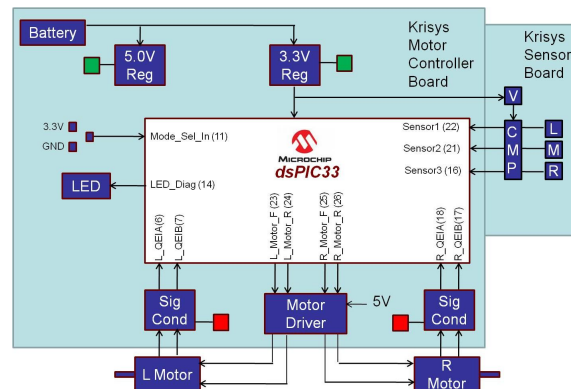 Battery
5.0V
Reg
3.3V
Reg
Krisys
Motor
Controller
Board
Krisys
Sensor
Board
V
3.3V
GND
Mode_Sel_In (11)
MICROCHIP
dsPIC33
Sensor1 (22)
Sensor2 (21)
Sensor3 (16)
C
M
P
L
M
R
LED
LED_Diag (14)
L_QEIA(6)
L_QEIB(7)
L_Motor_F (23)
L_Motor_R (24)
R_Motor_F (25)
R_Motor_R (26)
R_QEIA(18)
R_QEIB(17)
Sig
Cond
Motor
Driver
5V
Sig
Cond
L Motor
R
Motor